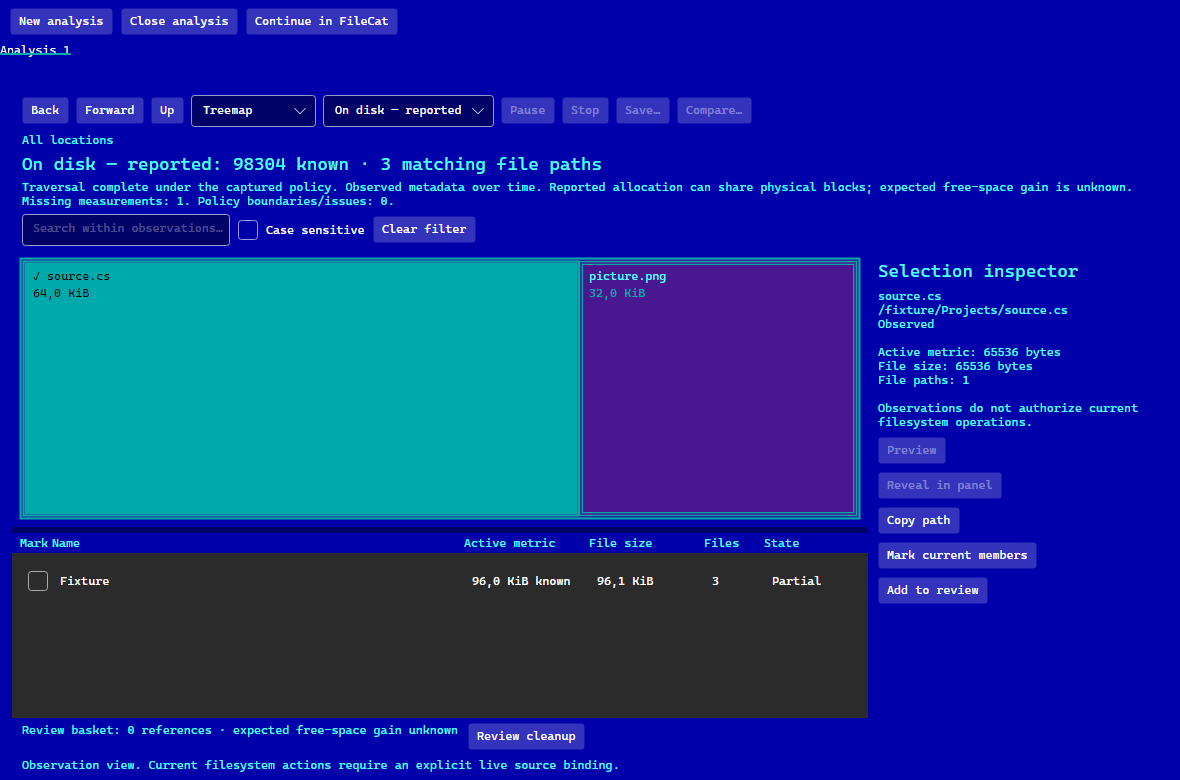 New analysis Close analysis Continue in FileCat
Analysis 1
Back Forward Up Treemap On disk — reported Pause Stop Save… Compare…
All locations
On disk — reported: 98304 known · 3 matching file paths
Traversal complete under the captured policy. Observed metadata over time. Reported allocation can share physical blocks; expected free-space gain is unknown.
Missing measurements: 1. Policy boundaries/issues: 0.
Search within observations… Case sensitive Clear filter
✓ source.cs
64,0 KiB
picture.png
32,0 KiB
Selection inspector
source.cs
/fixture/Projects/source.cs
Observed
Active metric: 65536 bytes
File size: 65536 bytes
File paths: 1
Observations do not authorize current
filesystem operations.
Preview
Reveal in panel
Copy path
Mark current members
Add to review
Mark Name Active metric File size Files State
Fixture 96,0 KiB known 96,1 KiB 3 Partial
Review basket: 0 references · expected free-space gain unknown Review cleanup
Observation view. Current filesystem actions require an explicit live source binding.